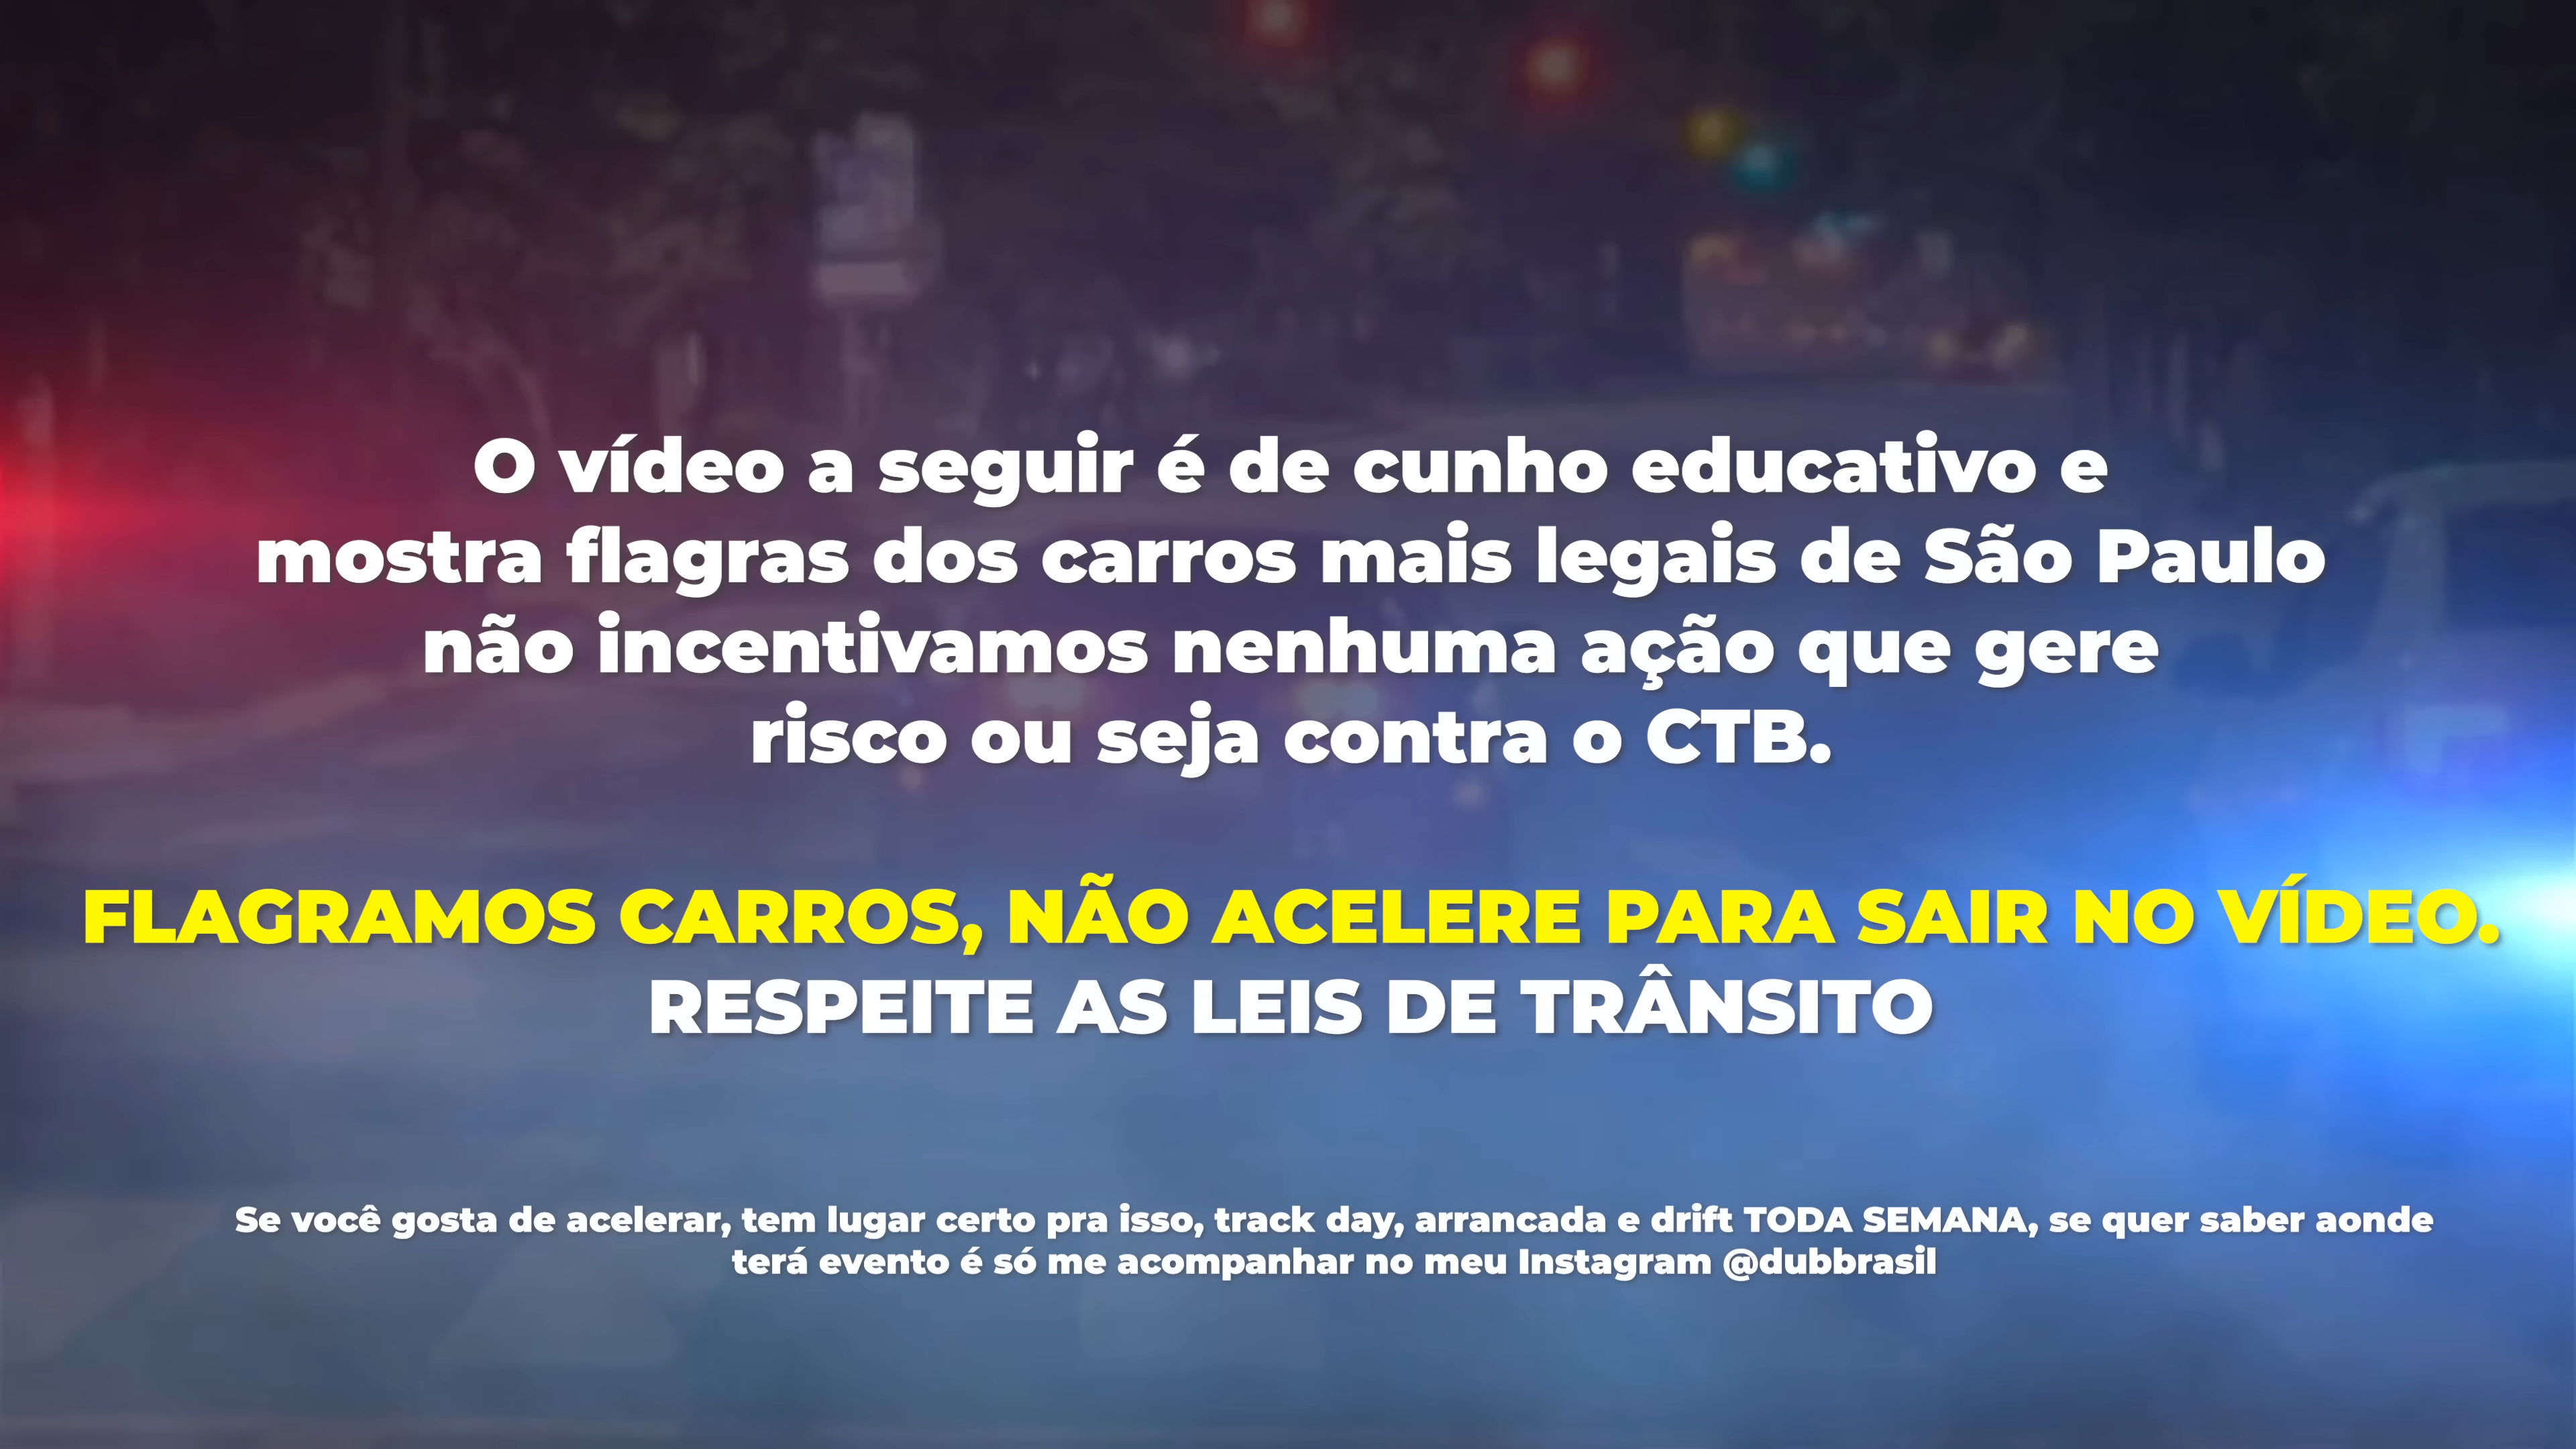 O vídeo a seguir é de cunho educativo e
mostra flagras dos carros mais legais de São Paulo
não incentivamos nenhuma ação que gere
risco ou seja contra o CTB.
FLAGRAMOS CARROS, NÃO ACELERE PARA SAIR NO VÍDEO.
RESPEITE AS LEIS DE TRÂNSITO
Se você gosta de acelerar, tem lugar certo pra isso, track day, arrancada e drift TODA SEMANA, se quer saber aonde
terá evento é só me acompanhar no meu Instagram @dubbrasil